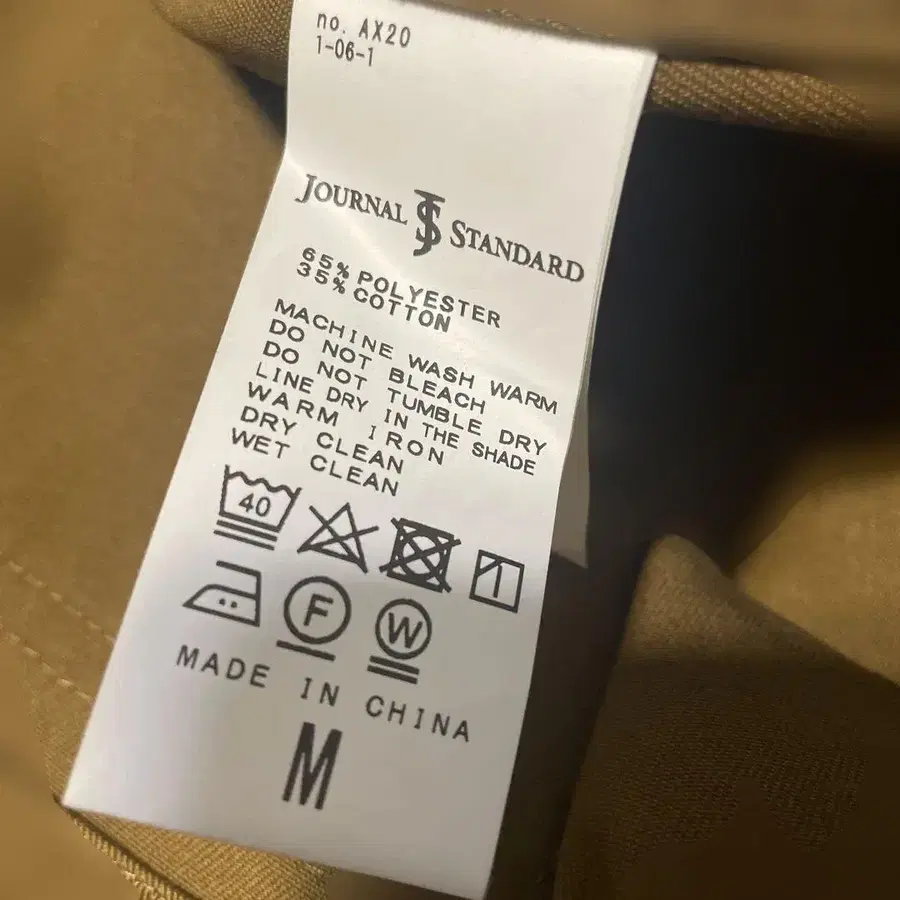 no. AX20
1-06-1
JOURNAL JS STANDARD
65% POLYESTER
35% COTTON
MACHINE WASH WARM
DO NOT BLEACH
DO NOT TUMBLE DRY
LINE DRY IN THE SHADE
WARM IRON
DRY CLEAN
WET CLEAN
40
F W
MADE IN CHINA
M